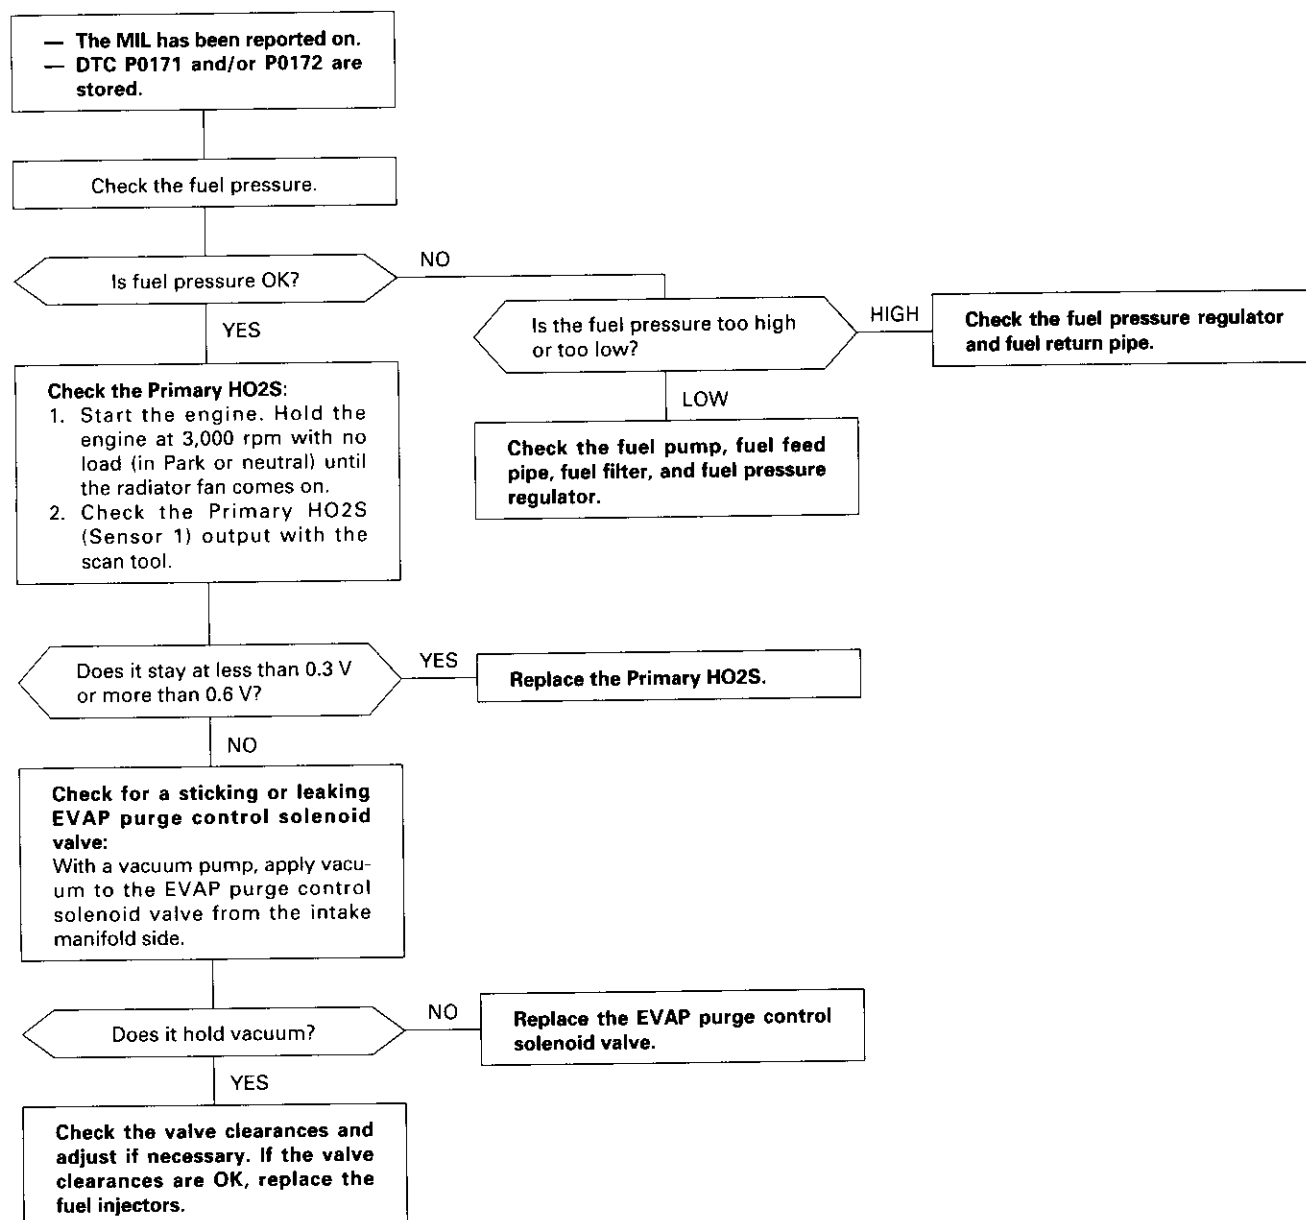 — The MIL has been reported on.
— DTC P0171 and/or P0172 are
stored.
Check the fuel pressure.
Is fuel pressure OK?
NO
YES
Is the fuel pressure too high
or too low?
HIGH
Check the fuel pressure regulator
and fuel return pipe.
LOW
Check the fuel pump, fuel feed
pipe, fuel filter, and fuel pressure
regulator.
Check the Primary HO2S:
1. Start the engine. Hold the
engine at 3,000 rpm with no
load (in Park or neutral) until
the radiator fan comes on.
2. Check the Primary HO2S
(Sensor 1) output with the
scan tool.
Does it stay at less than 0.3 V
or more than 0.6 V?
YES
Replace the Primary HO2S.
NO
Check for a sticking or leaking
EVAP purge control solenoid
valve:
With a vacuum pump, apply vacu-
um to the EVAP purge control
solenoid valve from the intake
manifold side.
Does it hold vacuum?
NO
Replace the EVAP purge control
solenoid valve.
YES
Check the valve clearances and
adjust if necessary. If the valve
clearances are OK, replace the
fuel injectors.